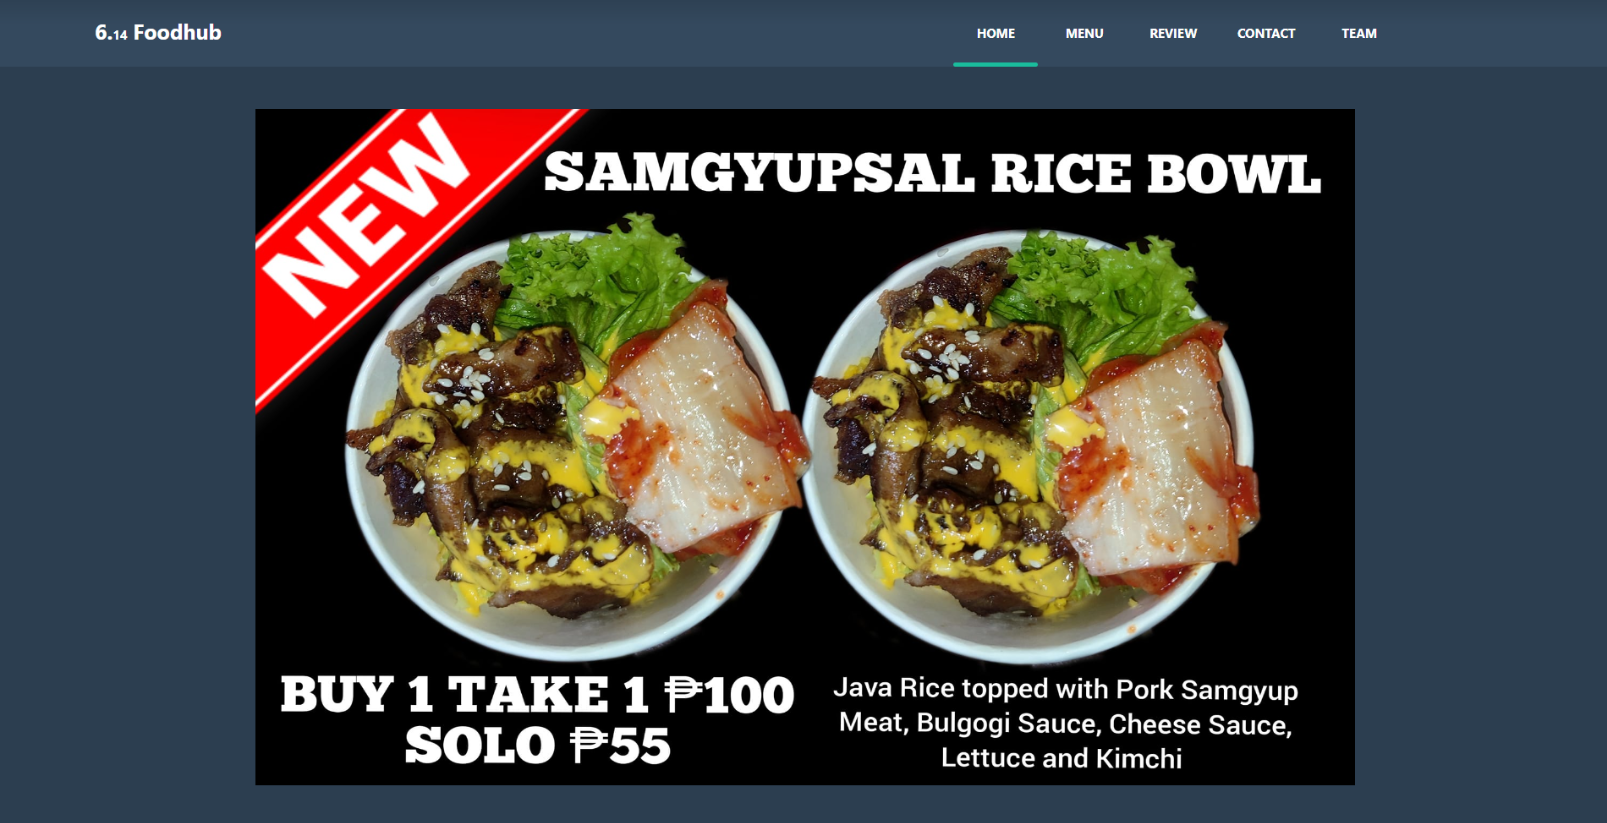 6.14 Foodhub
HOME MENU REVIEW CONTACT TEAM
NEW
SAMGYUPSAL RICE BOWL
BUY 1 TAKE 1 ₱100
SOLO ₱55
Java Rice topped with Pork Samgyup
Meat, Bulgogi Sauce, Cheese Sauce,
Lettuce and Kimchi